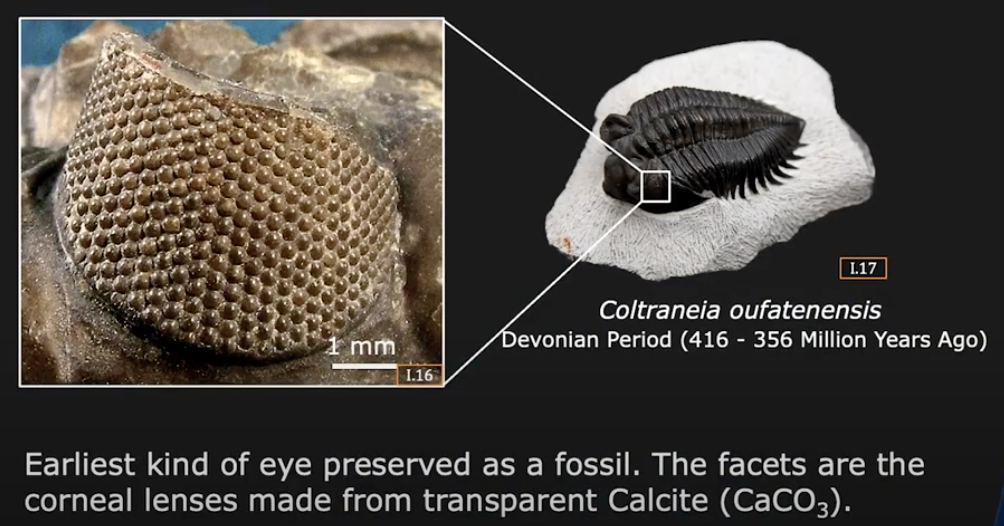 1 mm
I.16
I.17
Coltraneia oufatenensis
Devonian Period (416 - 356 Million Years Ago)
Earliest kind of eye preserved as a fossil. The facets are the
corneal lenses made from transparent Calcite (CaCO₃).